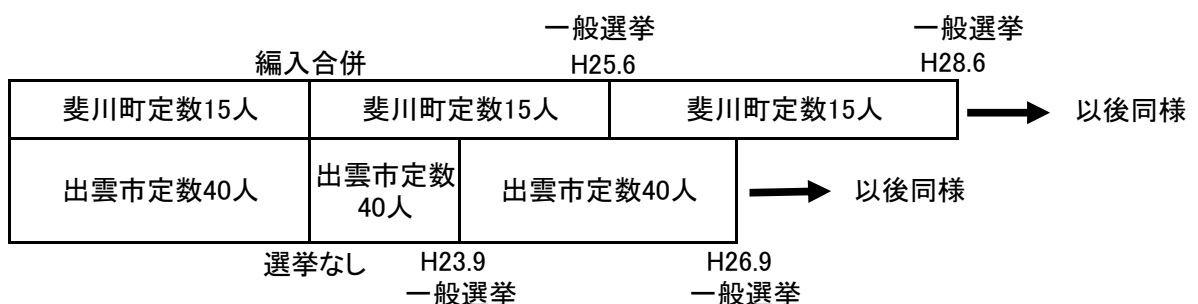 一般選挙
一般選挙
編入合併
H25.6
H28.6
斐川町定数15人
斐川町定数15人
斐川町定数15人
以後同様
出雲市定数40人
出雲市定数
40人
出雲市定数40人
以後同様
選挙なし
H23.9
H26.9
一般選挙
一般選挙